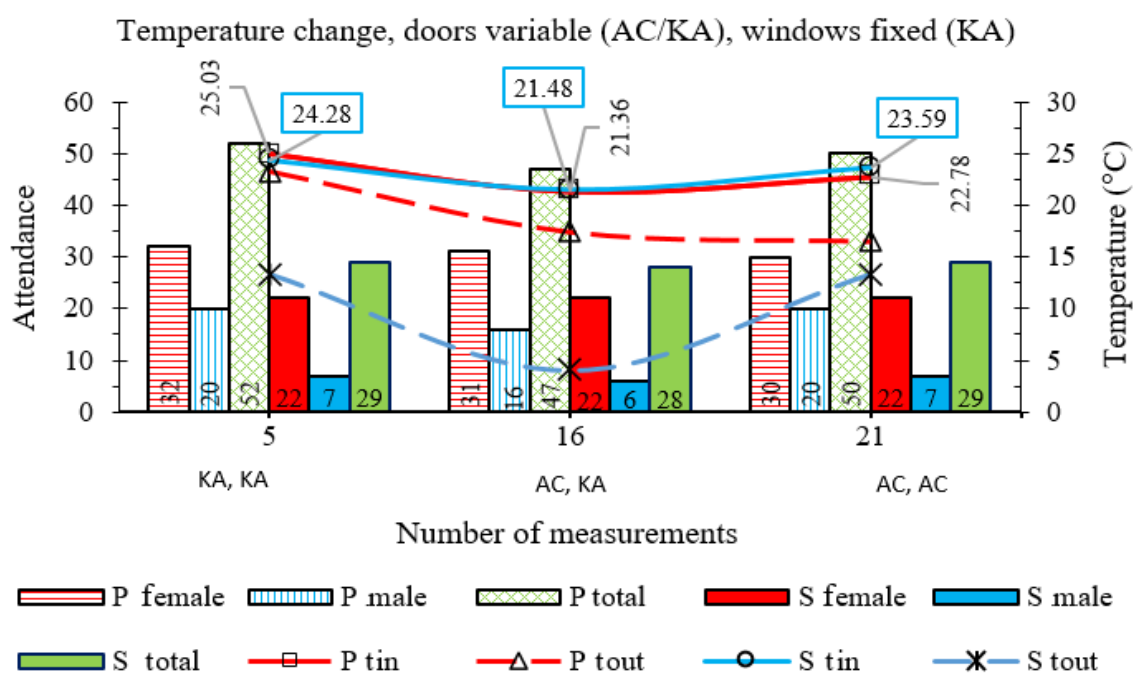 Temperature change, doors variable (AC/KA), windows fixed (KA)
25.03
24.28
21.48
21.36
23.59
22.78
Attendance
60
50
40
30
20
10
0
Temperature (°C)
30
25
20
15
10
5
0
32 20 52 22 7 29
31 16 47 22 6 28
30 20 50 22 7 29
5 16 21
KA, KA AC, KA AC, AC
Number of measurements
P female P male P total S female S male
S total P tin P tout S tin S tout